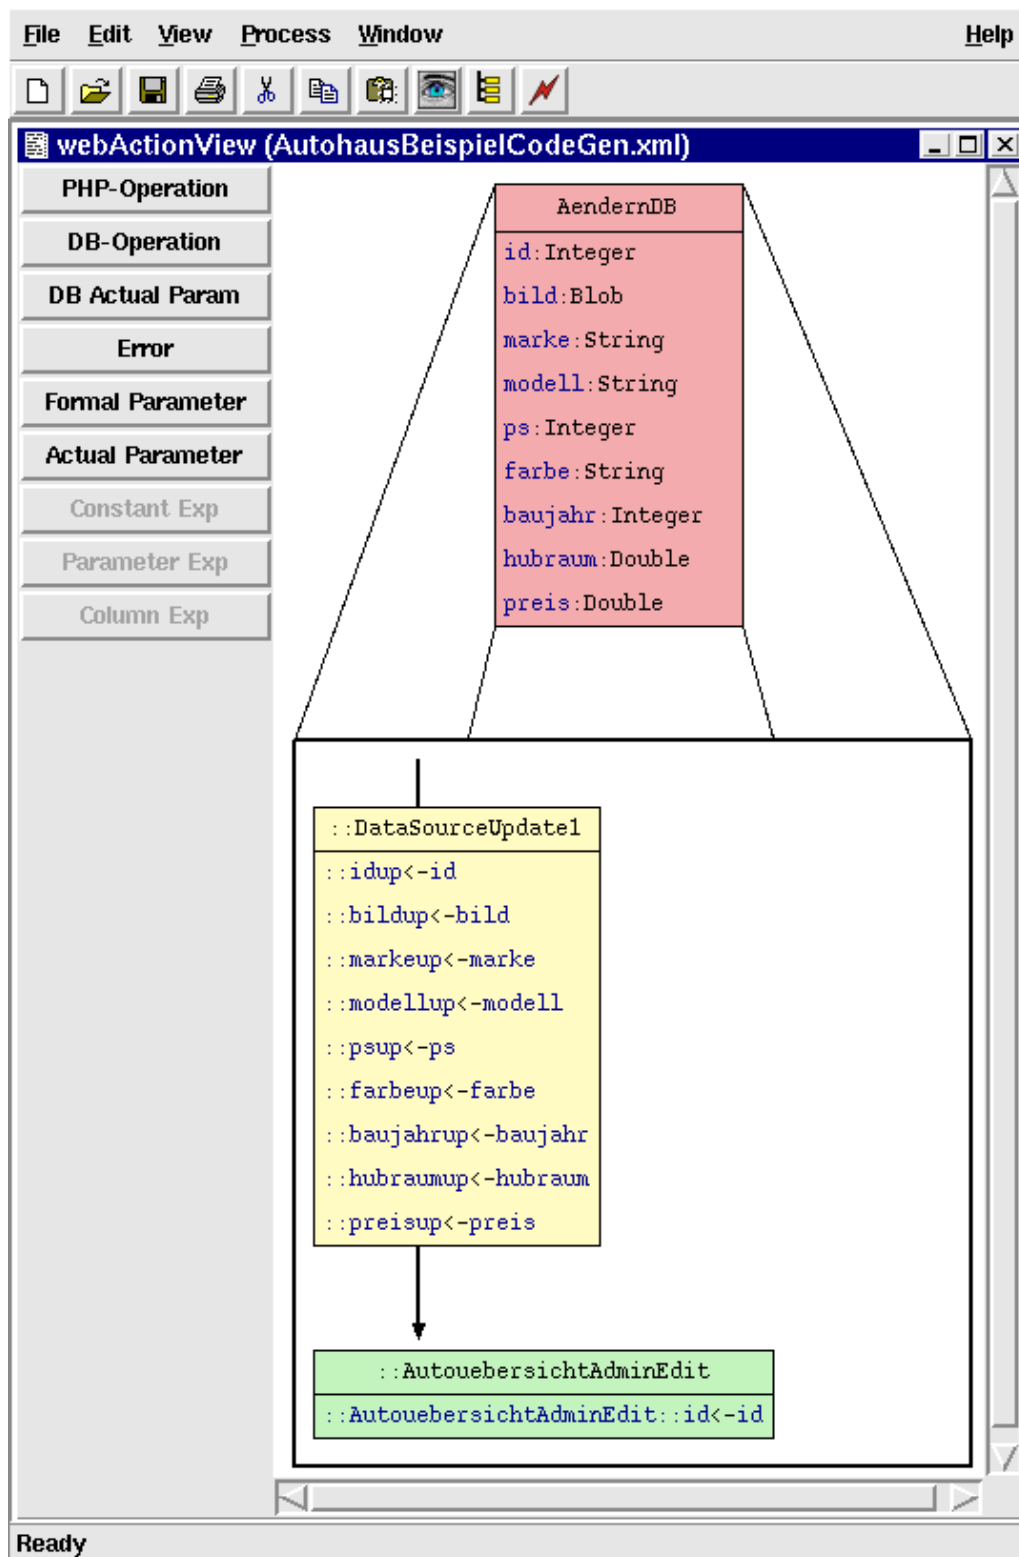 File Edit View Process Window Help
webActionView (AutohausBeispielCodeGen.xml)
PHP-Operation
DB-Operation
DB Actual Param
Error
Formal Parameter
Actual Parameter
Constant Exp
Parameter Exp
Column Exp
AendernDB
id:Integer
bild:Blob
marke:String
modell:String
ps:Integer
farbe:String
baujahr:Integer
hubraum:Double
preis:Double
::DataSourceUpdate1
::idup<-id
::bildup<-bild
::markeup<-marke
::modellup<-modell
::psup<-ps
::farbeup<-farbe
::baujahrup<-baujahr
::hubraumup<-hubraum
::preisup<-preis
::AutouebersichtAdminEdit
::AutouebersichtAdminEdit::id<-id
Ready